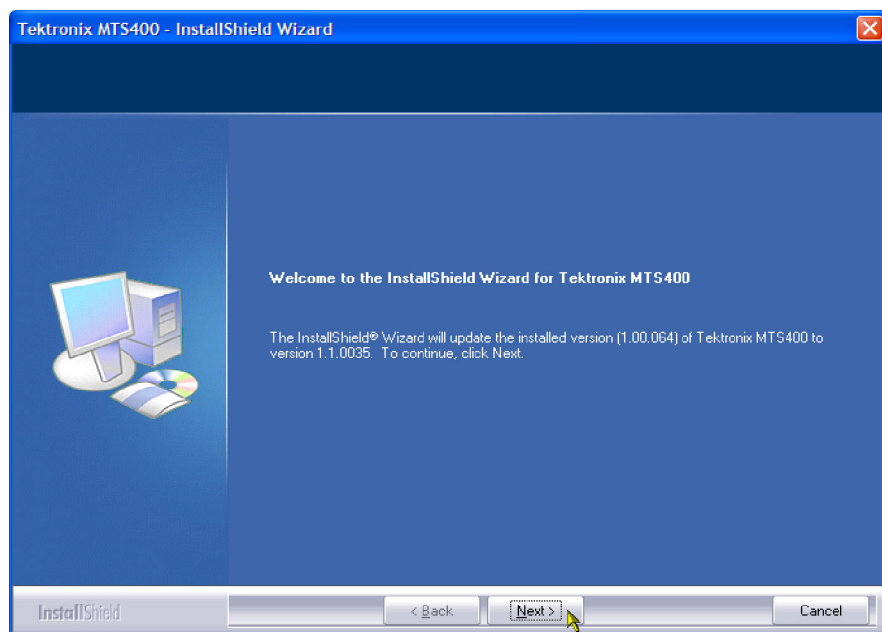 Tektronix MTS400 - InstallShield Wizard
Welcome to the InstallShield Wizard for Tektronix MTS400
The InstallShield® Wizard will update the installed version (1.00.064) of Tektronix MTS400 to
version 1.1.0035. To continue, click Next.
InstallShield
< Back
Next >
Cancel